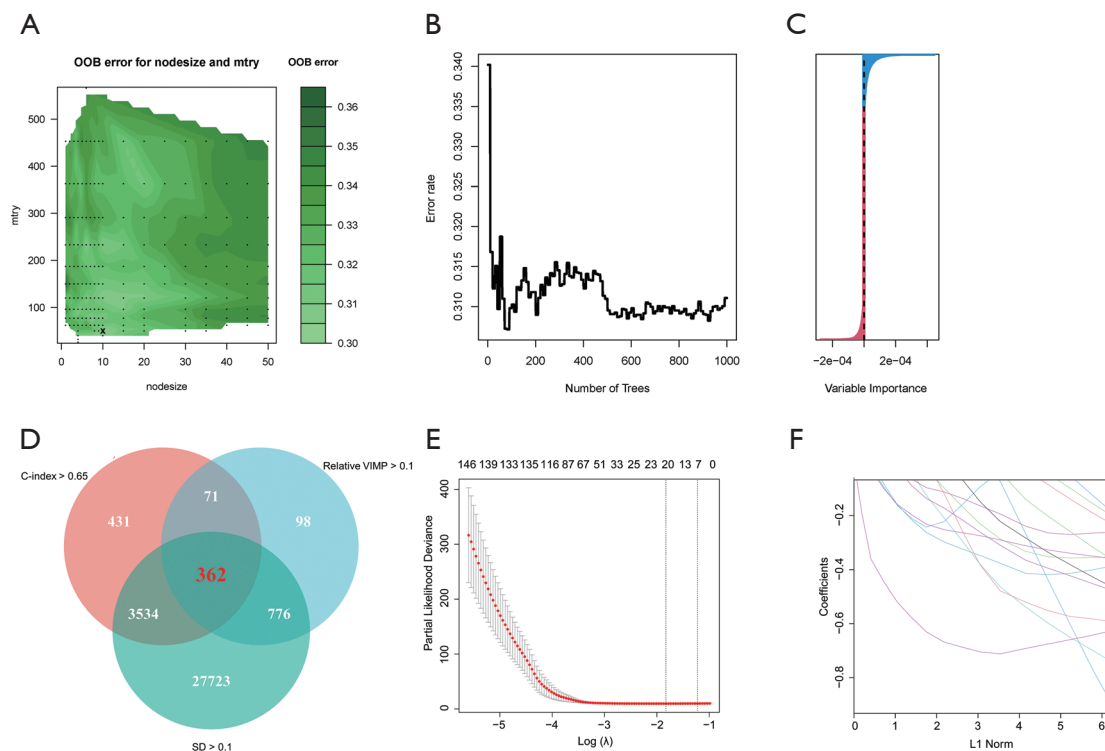 A
OOB error for nodesize and mtry
OOB error
mtry
500
400
300
200
100
0 10 20 30 40 50
nodesize
0.36
0.35
0.34
0.33
0.32
0.31
0.30
B
Error rate
0.340
0.335
0.330
0.325
0.320
0.315
0.310
0 200 400 600 800 1000
Number of Trees
C
−2e−04 2e−04
Variable Importance
D
C-index > 0.65
Relative VIMP > 0.1
71
431
98
362
3534
776
27723
SD > 0.1
E
146 139 133 135 116 87 67 51 33 25 23 20 13 7 0
Partial Likelihood Deviance
400
300
200
100
0
−5 −4 −3 −2 −1
Log (λ)
F
Coefficients
−0.2
−0.4
−0.6
−0.8
0 1 2 3 4 5 6
L1 Norm